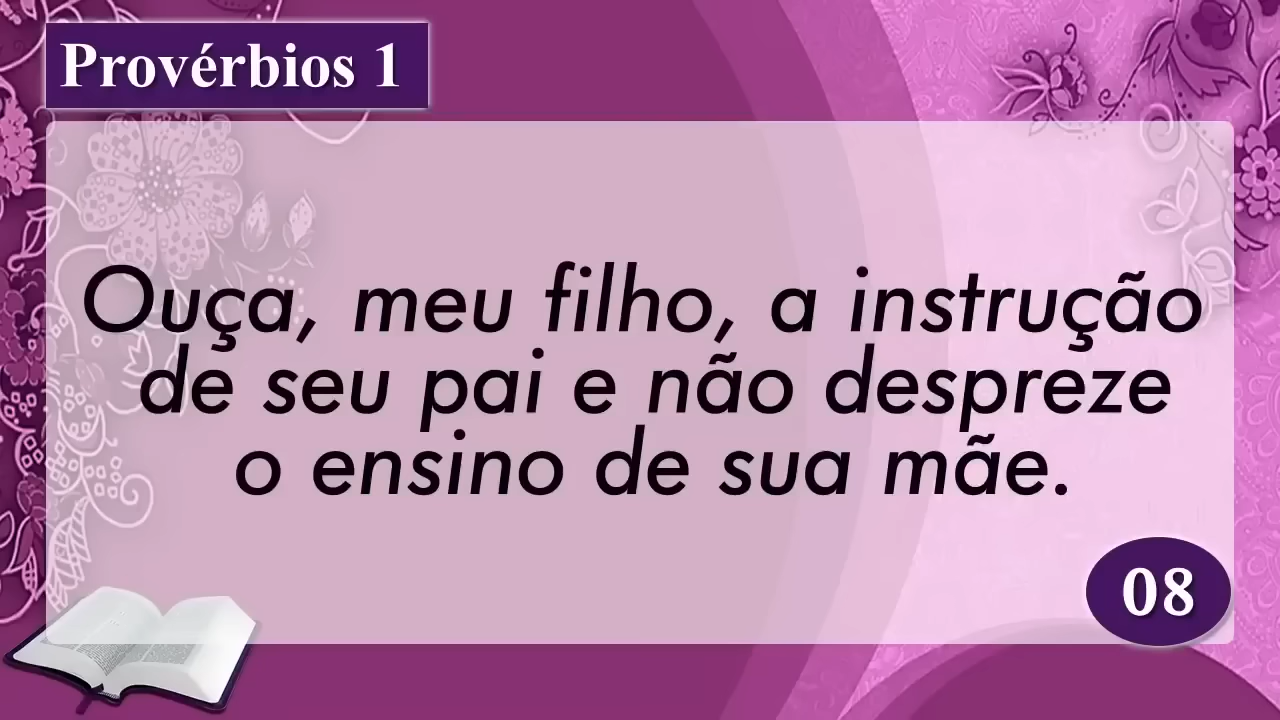 Provérbios 1
Ouça, meu filho, a instrução
de seu pai e não despreze
o ensino de sua mãe.
08